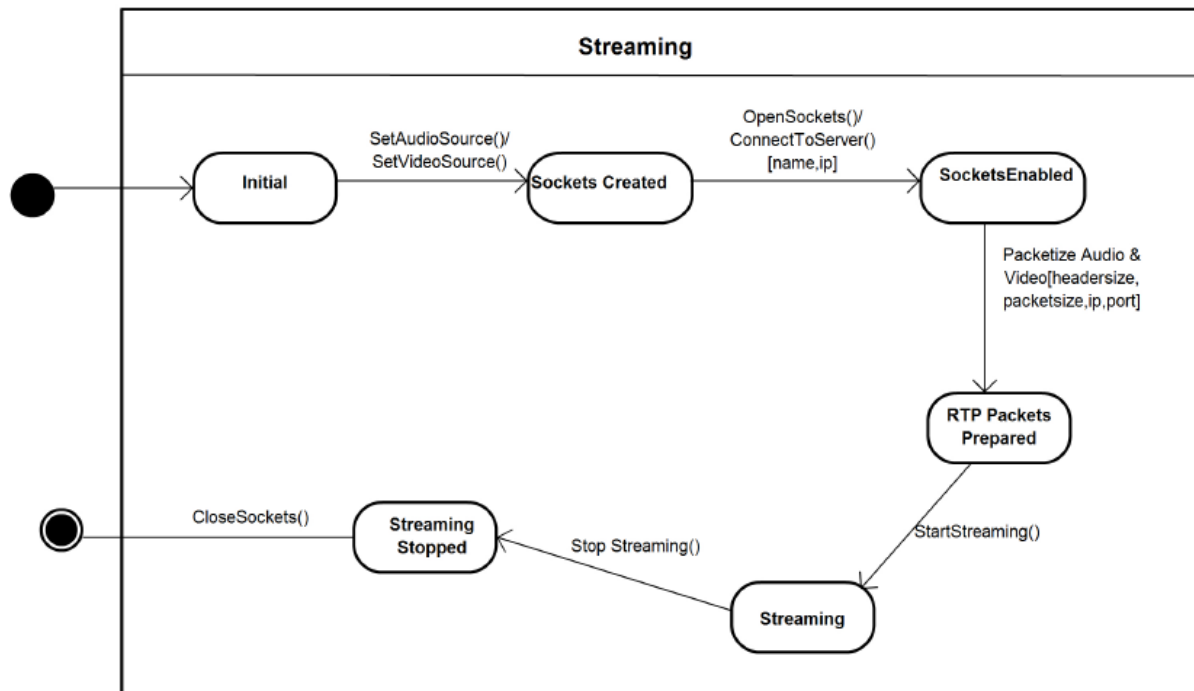 Streaming
SetAudioSource()/
SetVideoSource()
OpenSockets()/
ConnectToServer()
[name,ip]
Initial
Sockets Created
SocketsEnabled
Packetize Audio &
Video[headersize,
packetsize,ip,port]
RTP Packets
Prepared
StartStreaming()
Streaming
Stop Streaming()
Streaming
Stopped
CloseSockets()